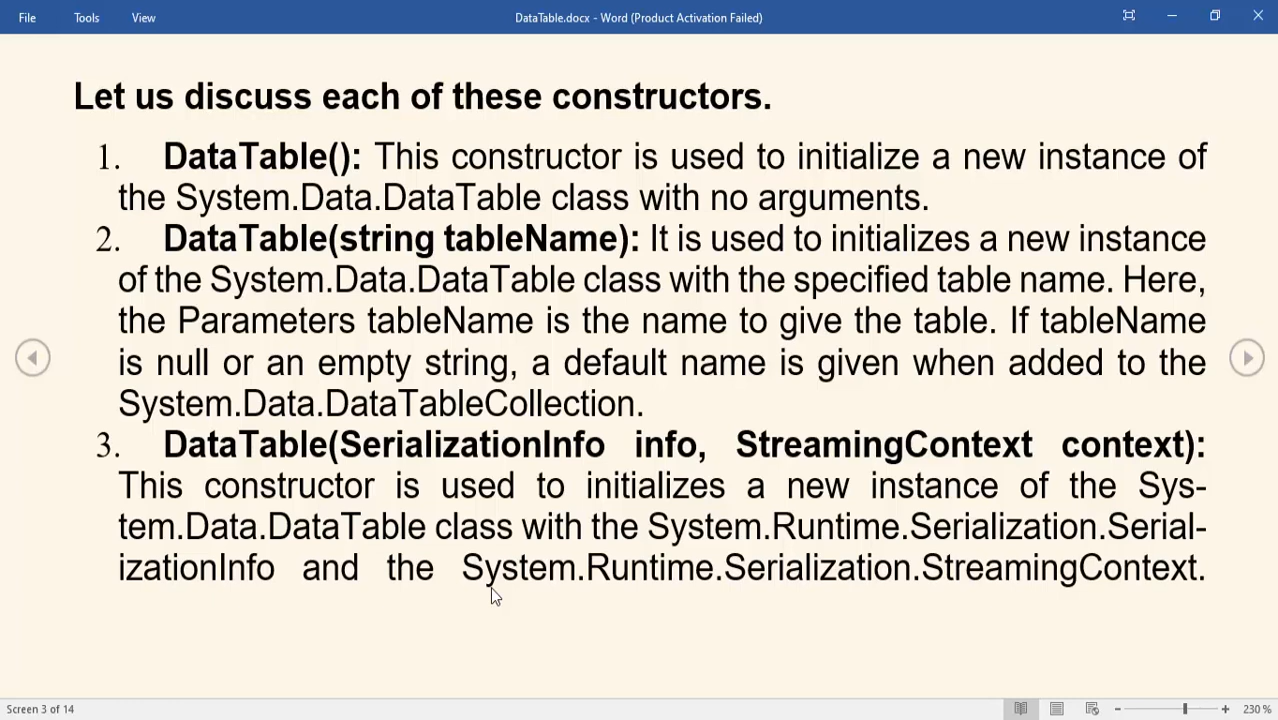 File Tools View DataTable.docx - Word (Product Activation Failed)
Let us discuss each of these constructors.
1. DataTable(): This constructor is used to initialize a new instance of
the System.Data.DataTable class with no arguments.
2. DataTable(string tableName): It is used to initializes a new instance
of the System.Data.DataTable class with the specified table name. Here,
the Parameters tableName is the name to give the table. If tableName
is null or an empty string, a default name is given when added to the
System.Data.DataTableCollection.
3. DataTable(SerializationInfo info, StreamingContext context):
This constructor is used to initializes a new instance of the Sys-
tem.Data.DataTable class with the System.Runtime.Serialization.Serial-
izationInfo and the System.Runtime.Serialization.StreamingContext.
Screen 3 of 14 230 %